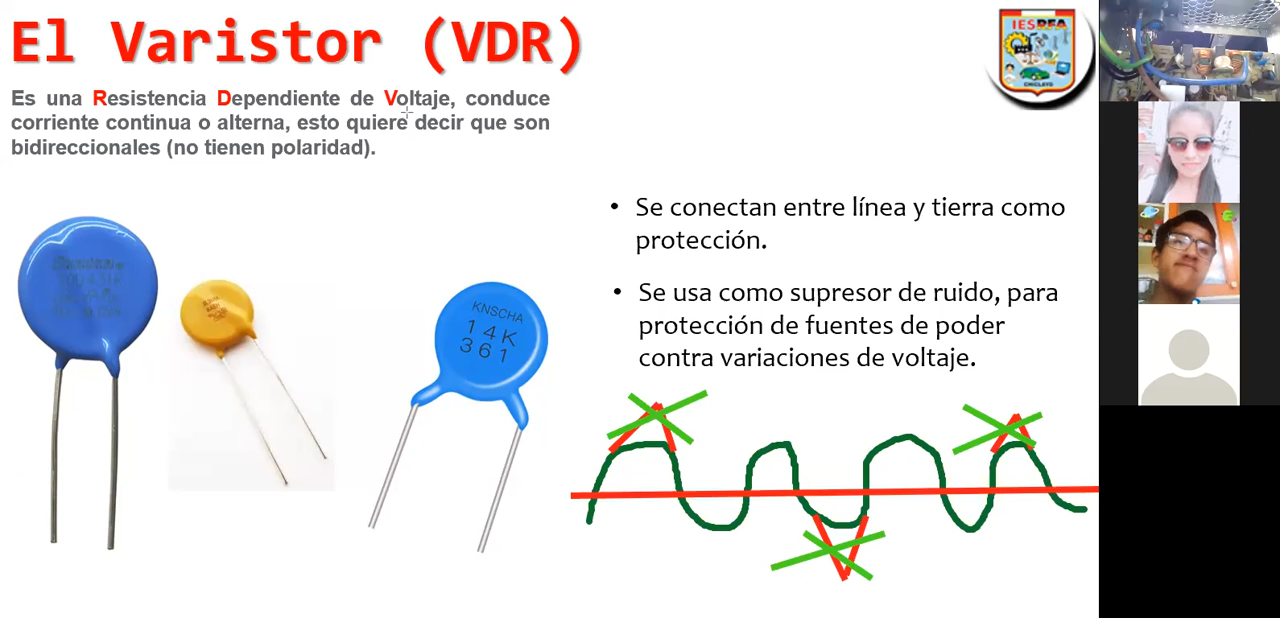 El Varistor (VDR)
Es una Resistencia Dependiente de Voltaje, conduce
corriente continua o alterna, esto quiere decir que son
bidireccionales (no tienen polaridad).
IESRFA
CHICLAYO
• Se conectan entre línea y tierra como
protección.
• Se usa como supresor de ruido, para
protección de fuentes de poder
contra variaciones de voltaje.
KNSCHA
14K
361